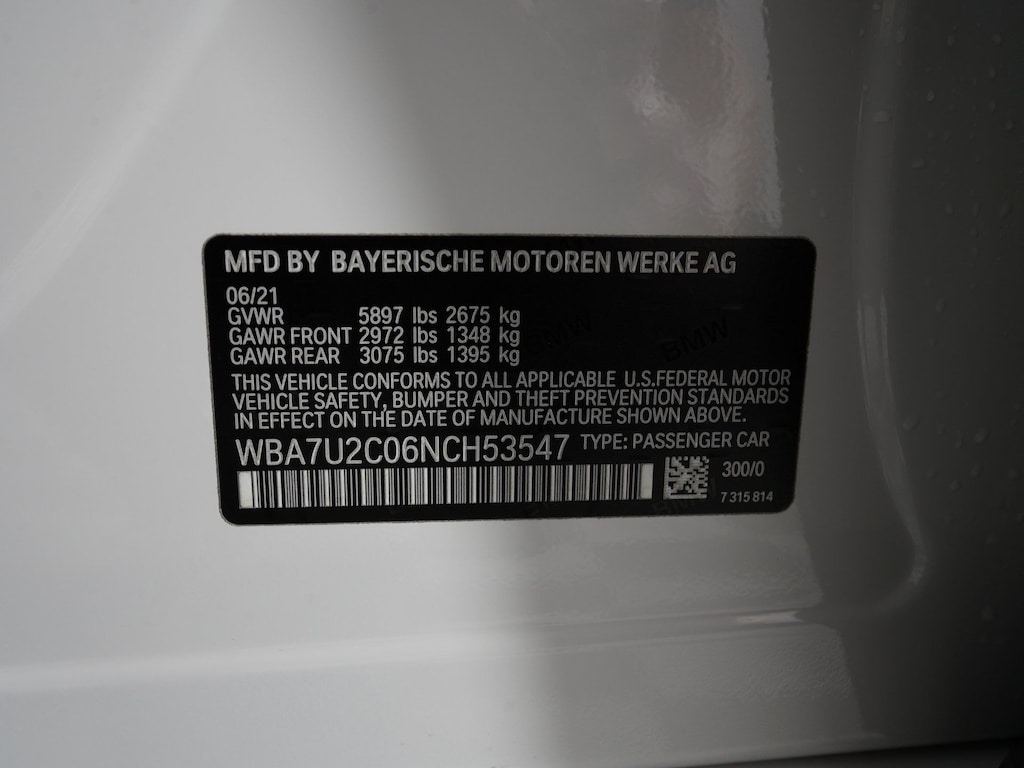 MFD BY BAYERISCHE MOTOREN WERKE AG
06/21
GVWR 5897 lbs 2675 kg
GAWR FRONT 2972 lbs 1348 kg
GAWR REAR 3075 lbs 1395 kg
THIS VEHICLE CONFORMS TO ALL APPLICABLE U.S.FEDERAL MOTOR
VEHICLE SAFETY, BUMPER AND THEFT PREVENTION STANDARDS
IN EFFECT ON THE DATE OF MANUFACTURE SHOWN ABOVE.
WBA7U2C06NCH53547 TYPE: PASSENGER CAR
300/0
7 315 814
BMW
BMW
BMW